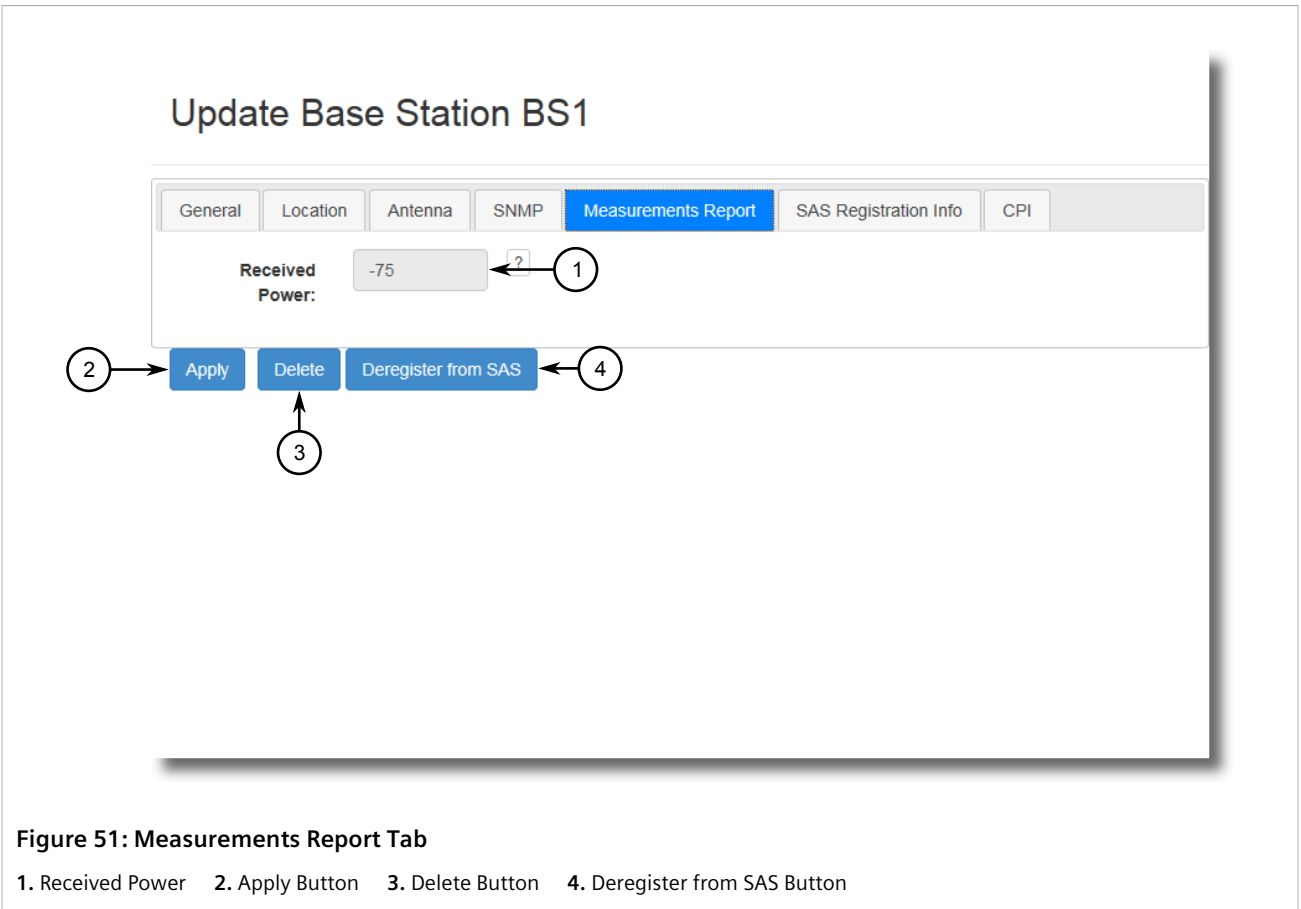 Update Base Station BS1
General Location Antenna SNMP Measurements Report SAS Registration Info CPI
Received Power: -75 ? 1
2 Apply Delete Deregister from SAS 4
3
Figure 51: Measurements Report Tab
1. Received Power 2. Apply Button 3. Delete Button 4. Deregister from SAS Button